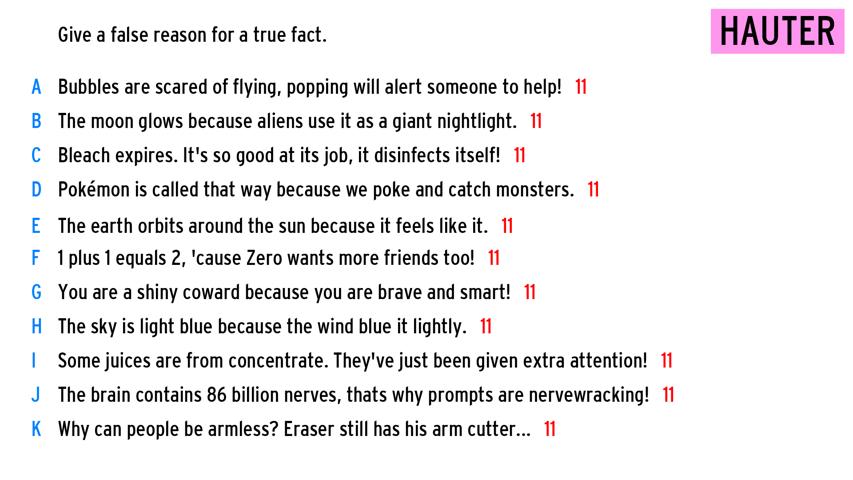 Give a false reason for a true fact.
HAUTER
A Bubbles are scared of flying, popping will alert someone to help! 11
B The moon glows because aliens use it as a giant nightlight. 11
C Bleach expires. It's so good at its job, it disinfects itself! 11
D Pokémon is called that way because we poke and catch monsters. 11
E The earth orbits around the sun because it feels like it. 11
F 1 plus 1 equals 2, 'cause Zero wants more friends too! 11
G You are a shiny coward because you are brave and smart! 11
H The sky is light blue because the wind blue it lightly. 11
I Some juices are from concentrate. They've just been given extra attention! 11
J The brain contains 86 billion nerves, thats why prompts are nervewracking! 11
K Why can people be armless? Eraser still has his arm cutter... 11